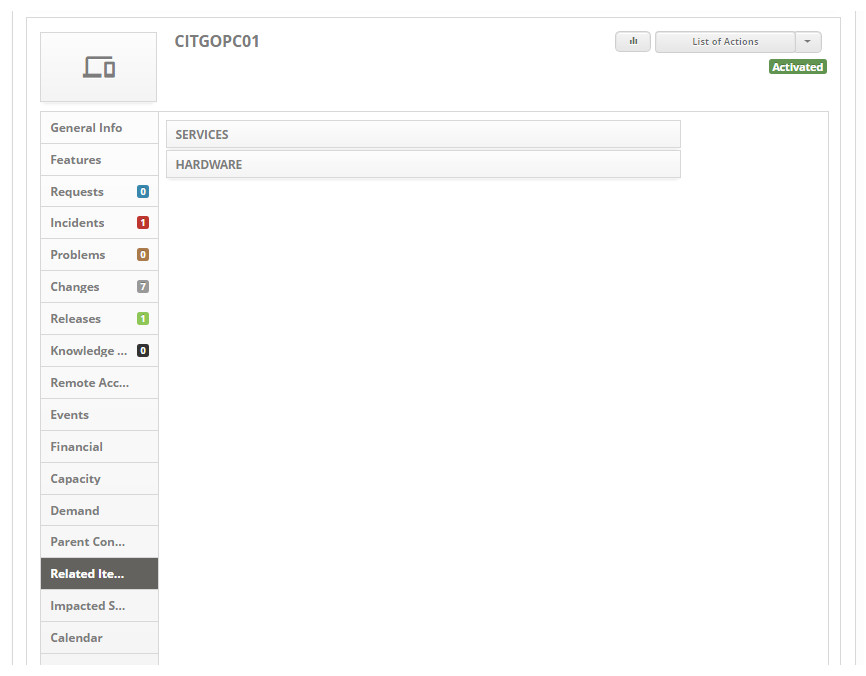 CITGOPC01
List of Actions
Activated
General Info
Features
Requests 0
Incidents 1
Problems 0
Changes 7
Releases 1
Knowledge ... 0
Remote Acc...
Events
Financial
Capacity
Demand
Parent Con...
Related Ite...
Impacted S...
Calendar
SERVICES
HARDWARE